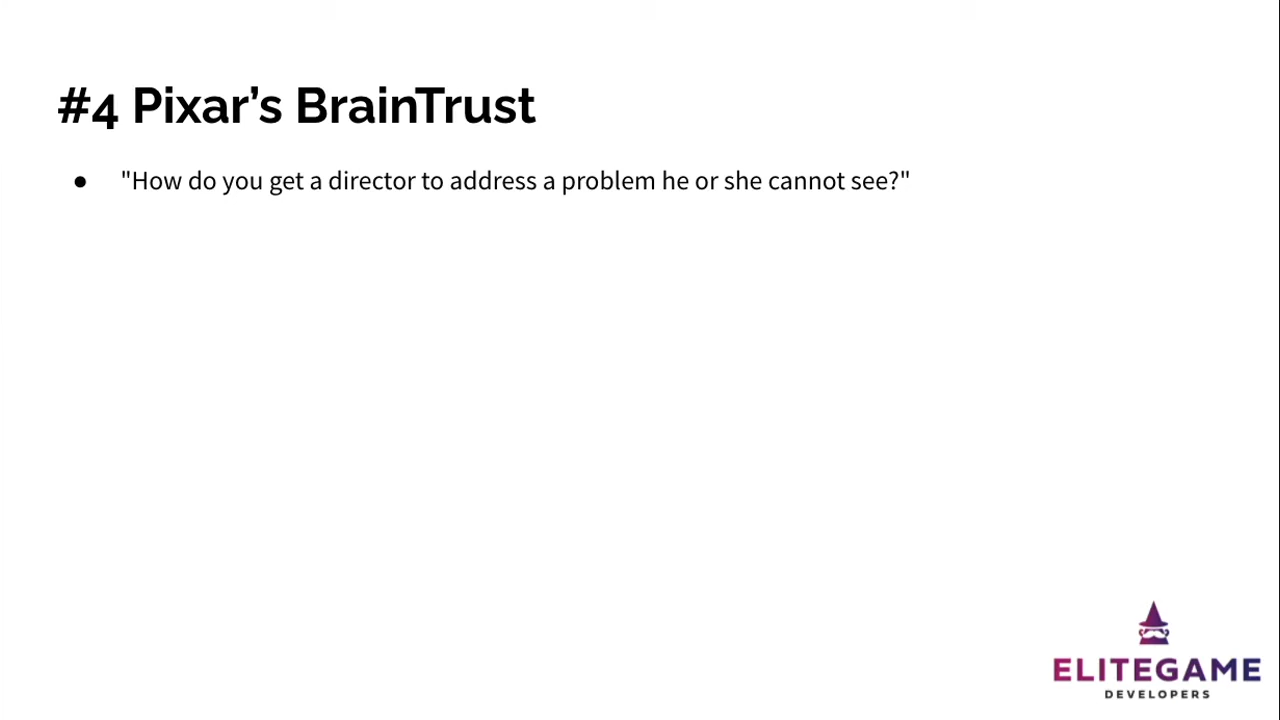 #4 Pixar’s BrainTrust
● "How do you get a director to address a problem he or she cannot see?"
ELITEGAME
DEVELOPERS